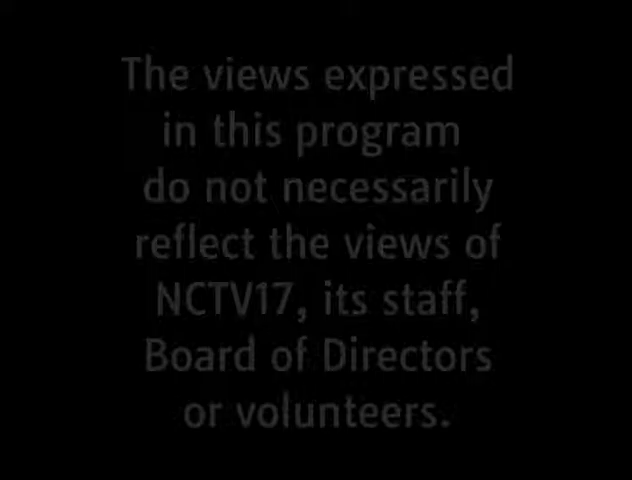 The views expressed
in this program
do not necessarily
reflect the views of
NCTV17, its staff,
Board of Directors
or volunteers.